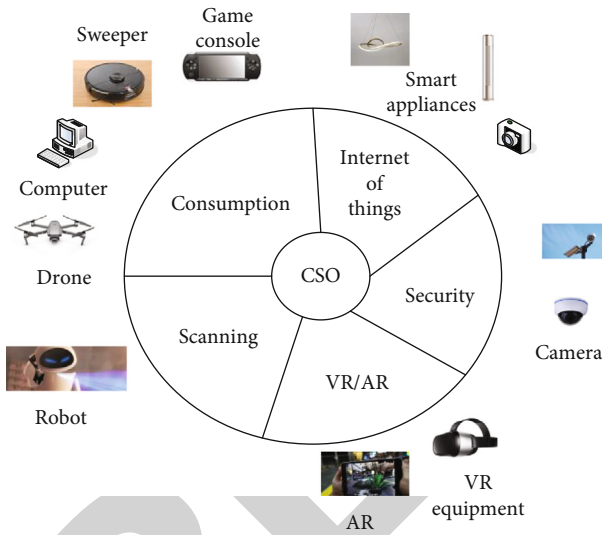 Sweeper
Game
console
Smart
appliances
Computer
Drone
Robot
Consumption
Internet
of
things
CSO
Security
Scanning
VR/AR
Camera
VR
equipment
AR